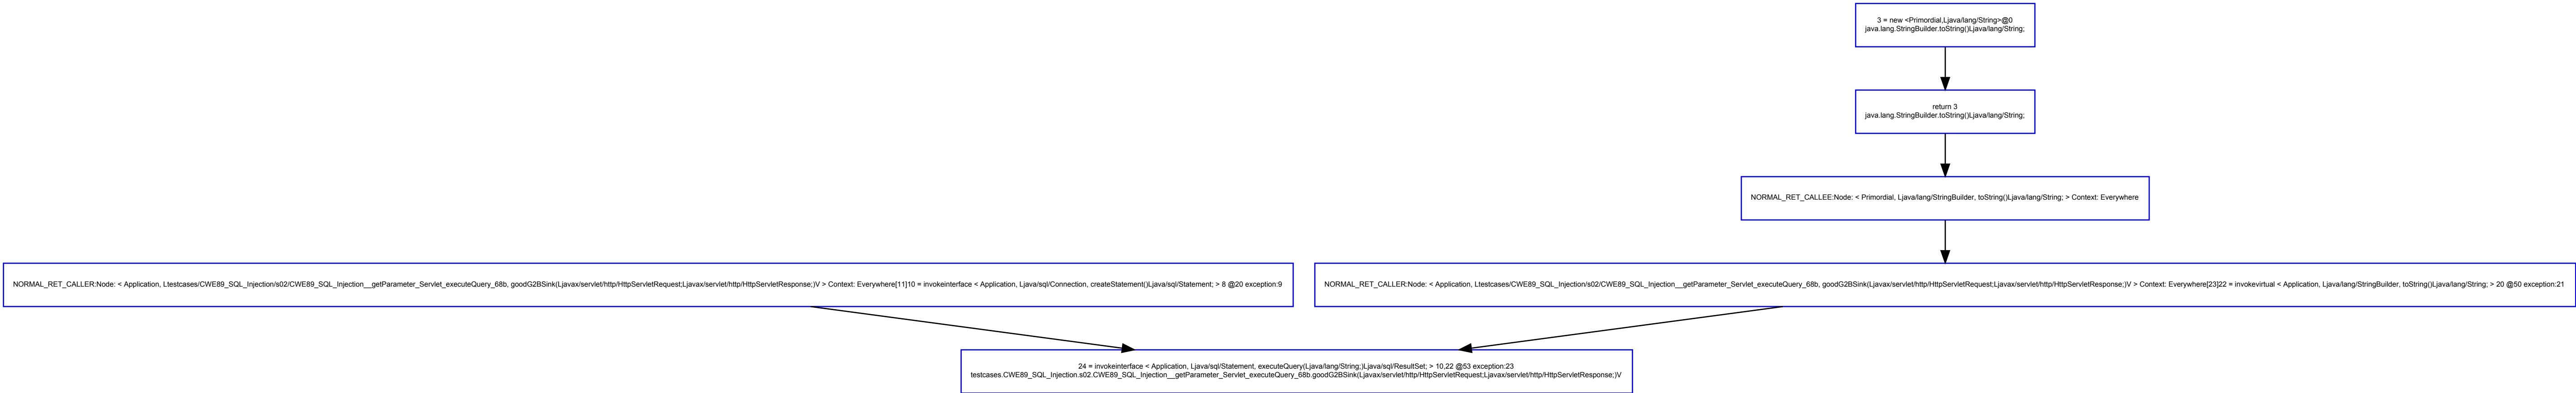 3 = new <Primordial,Ljava/lang/String>@0
java.lang.StringBuilder.toString()Ljava/lang/String;
return 3
java.lang.StringBuilder.toString()Ljava/lang/String;
NORMAL_RET_CALLEE:Node: < Primordial, Ljava/lang/StringBuilder, toString()Ljava/lang/String; > Context: Everywhere
NORMAL_RET_CALLER:Node: < Application, Ltestcases/CWE89_SQL_Injection/s02/CWE89_SQL_Injection__getParameter_Servlet_executeQuery_68b, goodG2BSink(Ljavax/servlet/http/HttpServletRequest;Ljavax/servlet/http/HttpServletResponse;)V > Context: Everywhere[11]10 = invokeinterface < Application, Ljava/sql/Connection, createStatement()Ljava/sql/Statement; > 8 @20 exception:9
NORMAL_RET_CALLER:Node: < Application, Ltestcases/CWE89_SQL_Injection/s02/CWE89_SQL_Injection__getParameter_Servlet_executeQuery_68b, goodG2BSink(Ljavax/servlet/http/HttpServletRequest;Ljavax/servlet/http/HttpServletResponse;)V > Context: Everywhere[23]22 = invokevirtual < Application, Ljava/lang/StringBuilder, toString()Ljava/lang/String; > 20 @50 exception:21
24 = invokeinterface < Application, Ljava/sql/Statement, executeQuery(Ljava/lang/String;)Ljava/sql/ResultSet; > 10,22 @53 exception:23
testcases.CWE89_SQL_Injection.s02.CWE89_SQL_Injection__getParameter_Servlet_executeQuery_68b.goodG2BSink(Ljavax/servlet/http/HttpServletRequest;Ljavax/servlet/http/HttpServletResponse;)V